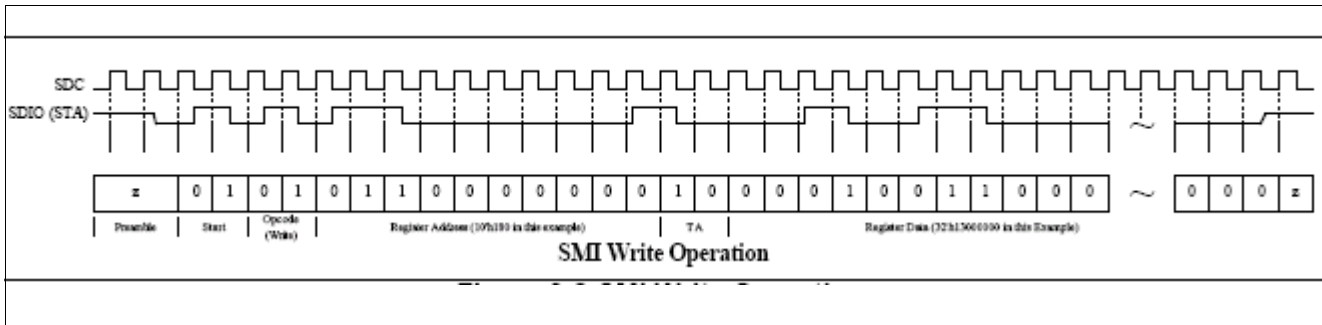 SDC
SDIO (STA)
~
z 0 1 0 1 0 1 1 0 0 0 0 0 0 0 1 0 0 0 0 1 0 0 1 1 0 0 0 ~ 0 0 0 z
Preamble Start Opcode (Write) Register Address (10'h180 in this example) TA Register Data (32'h13600000 in this Example)
SMI Write Operation